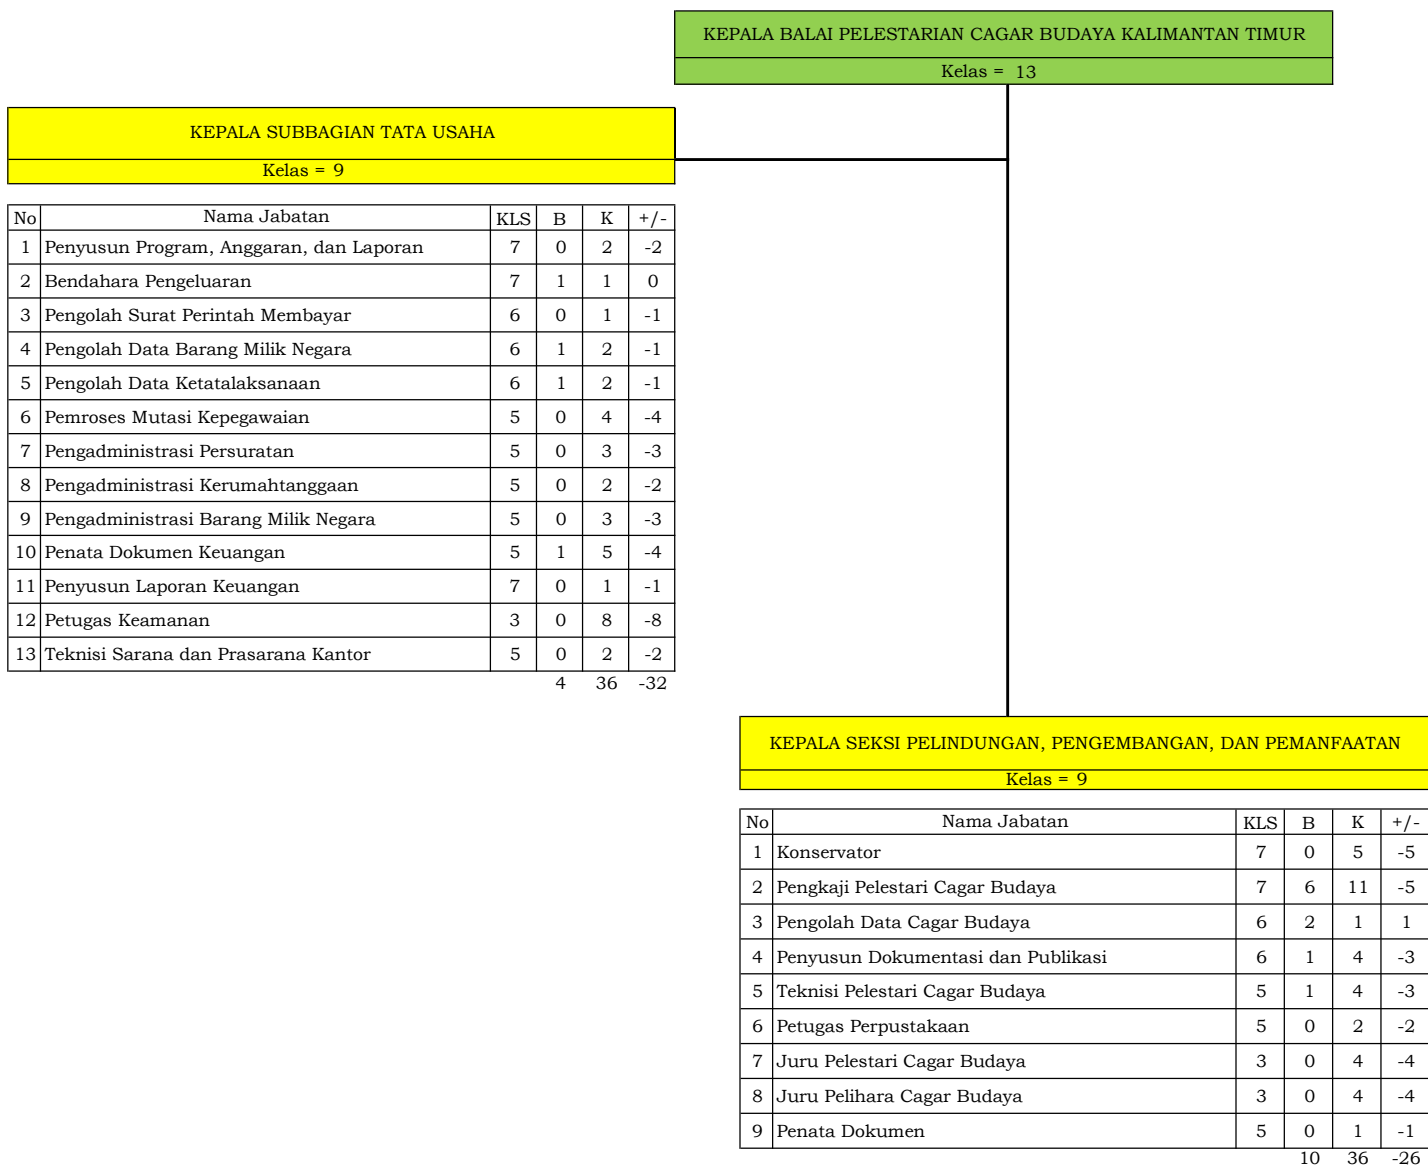 KEPALA BALAI PELESTARIAN CAGAR BUDAYA KALIMANTAN TIMUR
Kelas = 13
KEPALA SUBBAGIAN TATA USAHA
Kelas = 9
No Nama Jabatan KLS B K +/-
1 Penyusun Program, Anggaran, dan Laporan 7 0 2 -2
2 Bendahara Pengeluaran 7 1 1 0
3 Pengolah Surat Perintah Membayar 6 0 1 -1
4 Pengolah Data Barang Milik Negara 6 1 2 -1
5 Pengolah Data Ketatalaksanaan 6 1 2 -1
6 Pemroses Mutasi Kepegawaian 5 0 4 -4
7 Pengadministrasi Persuratan 5 0 3 -3
8 Pengadministrasi Kerumahtanggaan 5 0 2 -2
9 Pengadministrasi Barang Milik Negara 5 0 3 -3
10 Penata Dokumen Keuangan 5 1 5 -4
11 Penyusun Laporan Keuangan 7 0 1 -1
12 Petugas Keamanan 3 0 8 -8
13 Teknisi Sarana dan Prasarana Kantor 5 0 2 -2
4 36 -32
KEPALA SEKSI PELINDUNGAN, PENGEMBANGAN, DAN PEMANFAATAN
Kelas = 9
No Nama Jabatan KLS B K +/-
1 Konservator 7 0 5 -5
2 Pengkaji Pelestari Cagar Budaya 7 6 11 -5
3 Pengolah Data Cagar Budaya 6 2 1 1
4 Penyusun Dokumentasi dan Publikasi 6 1 4 -3
5 Teknisi Pelestari Cagar Budaya 5 1 4 -3
6 Petugas Perpustakaan 5 0 2 -2
7 Juru Pelestari Cagar Budaya 3 0 4 -4
8 Juru Pelihara Cagar Budaya 3 0 4 -4
9 Penata Dokumen 5 0 1 -1
10 36 -26